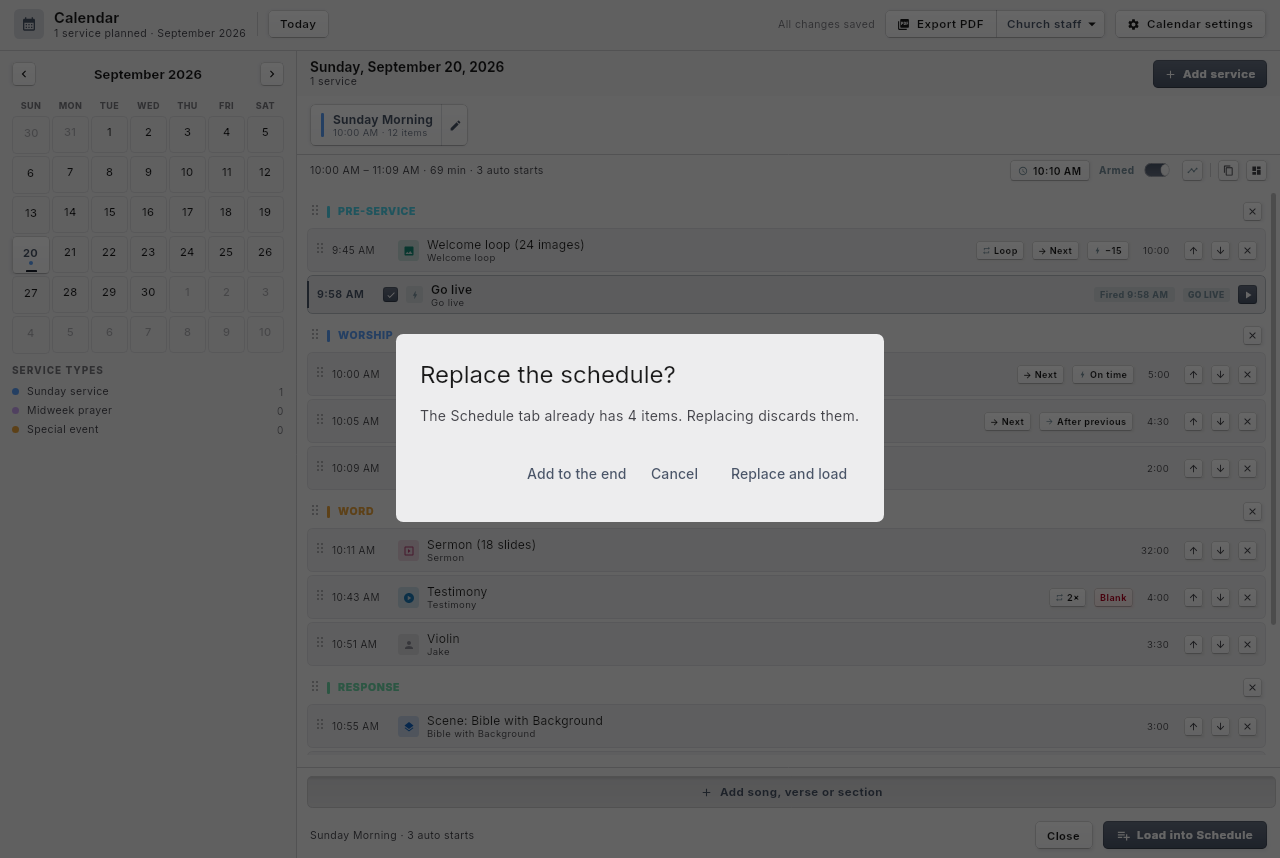 Calendar
1 service planned · September 2026
Today
All changes saved
Export PDF
Church staff
Calendar settings
September 2026
SUN MON TUE WED THU FRI SAT
30 31 1 2 3 4 5
6 7 8 9 10 11 12
13 14 15 16 17 18 19
20 21 22 23 24 25 26
27 28 29 30 1 2 3
4 5 6 7 8 9 10
SERVICE TYPES
Sunday service 1
Midweek prayer 0
Special event 0
Sunday, September 20, 2026
1 service
Add service
Sunday Morning
10:00 AM · 12 items
10:00 AM – 11:09 AM · 69 min · 3 auto starts
10:10 AM
Armed
PRE-SERVICE
9:45 AM
Welcome loop (24 images)
Welcome loop
Loop
Next
−15
10:00
9:58 AM
Go live
Go live
Fired 9:58 AM
GO LIVE
WORSHIP
10:00 AM
Next
On time
5:00
10:05 AM
Next
After previous
4:30
10:09 AM
2:00
Replace the schedule?
The Schedule tab already has 4 items. Replacing discards them.
Add to the end
Cancel
Replace and load
WORD
10:11 AM
Sermon (18 slides)
Sermon
32:00
10:43 AM
Testimony
Testimony
2×
Blank
4:00
10:51 AM
Violin
Jake
3:30
RESPONSE
10:55 AM
Scene: Bible with Background
Bible with Background
3:00
Add song, verse or section
Sunday Morning · 3 auto starts
Close
Load into Schedule